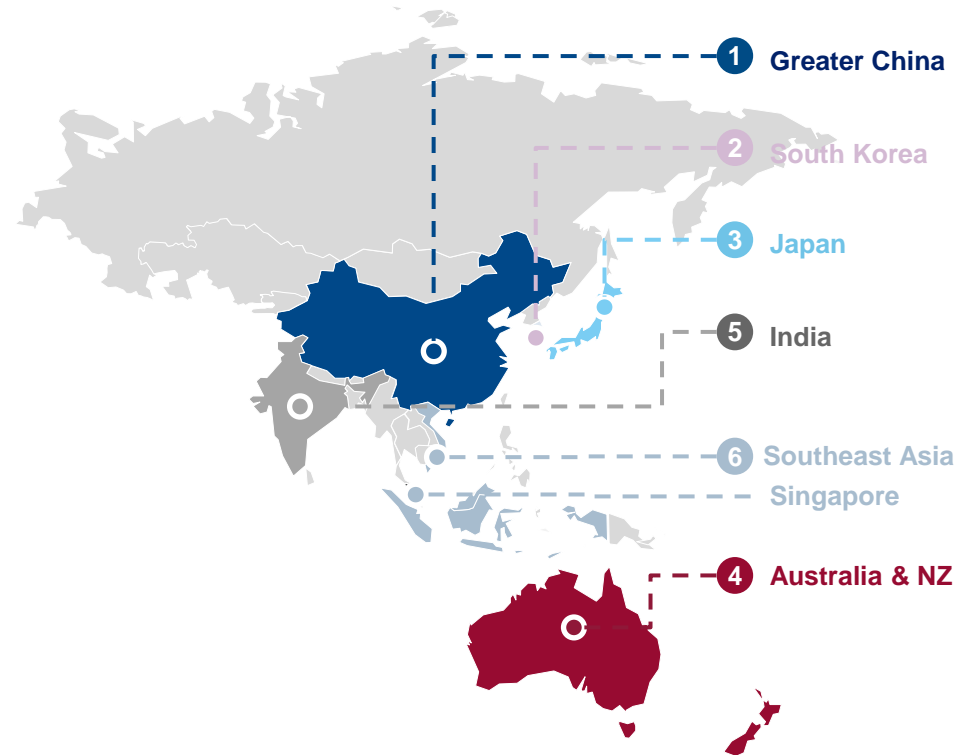 1 Greater China
2 South Korea
3 Japan
5 India
6 Southeast Asia
Singapore
4 Australia & NZ